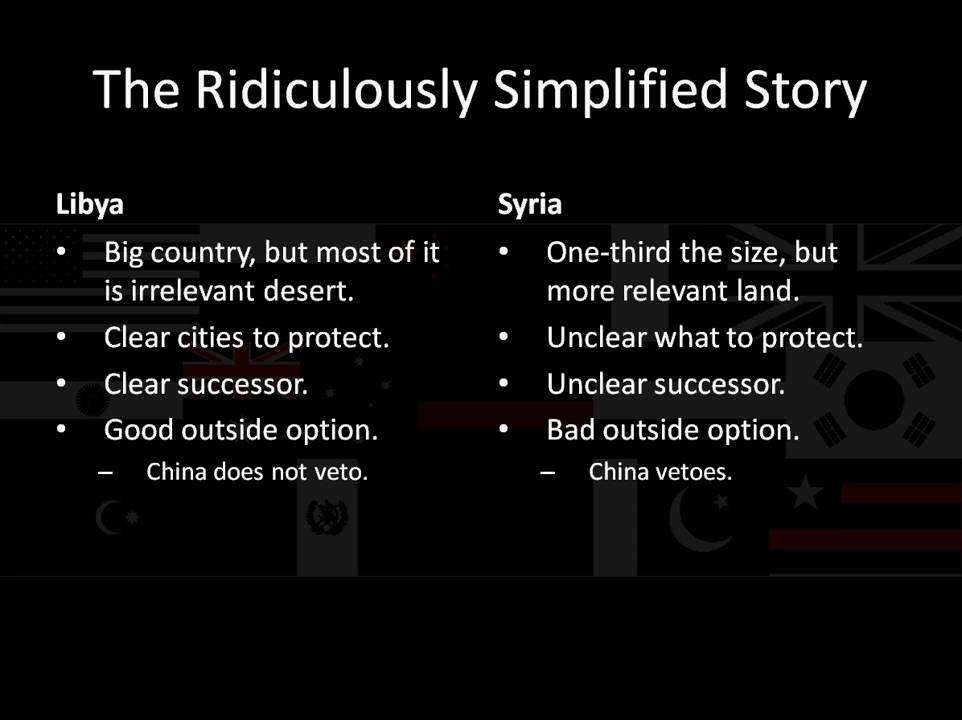 The Ridiculously Simplified Story
Libya
• Big country, but most of it
is irrelevant desert.
• Clear cities to protect.
• Clear successor.
• Good outside option.
– China does not veto.
Syria
• One-third the size, but
more relevant land.
• Unclear what to protect.
• Unclear successor.
• Bad outside option.
– China vetoes.